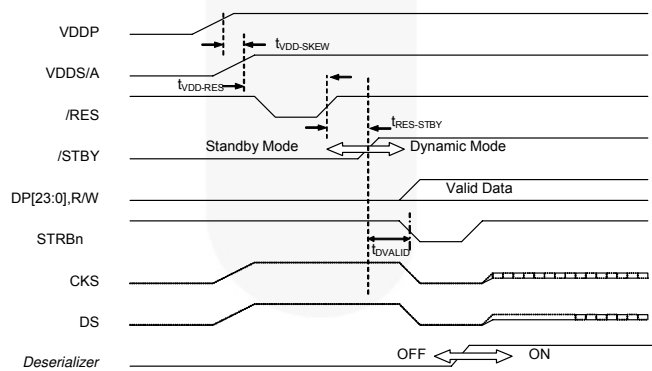 VDDP
tVDD-SKEW
VDDS/A
tVDD-RES
/RES
tRES-STBY
/STBY
Standby Mode
Dynamic Mode
DP[23:0],R/W
Valid Data
STRBn
tDVALID
CKS
DS
Deserializer
OFF
ON